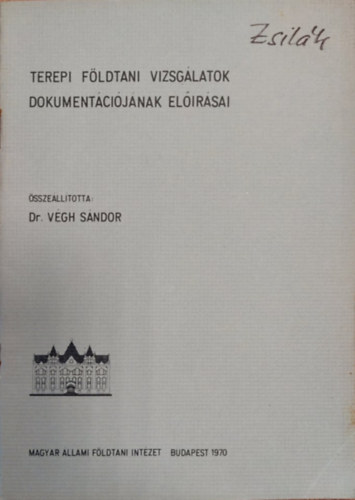 Zsilák
TEREPI FÖLDTANI VIZSGÁLATOK
DOKUMENTÁCIÓJÁNAK ELŐÍRÁSAI
ÖSSZEÁLLÍTOTTA:
Dr. VÉGH SÁNDOR
MAGYAR ÁLLAMI FÖLDTANI INTÉZET BUDAPEST 1970